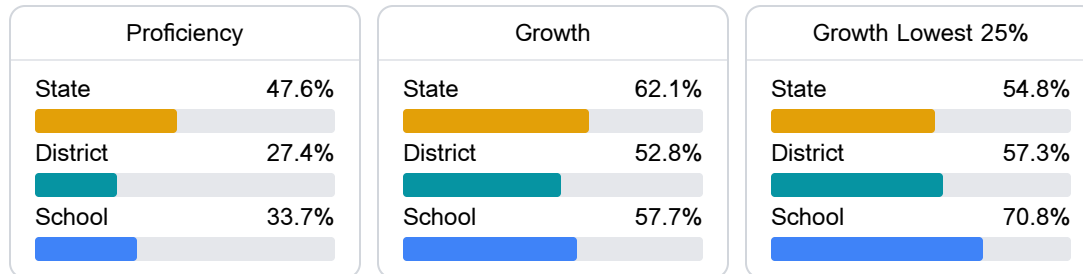 Proficiency
State 47.6%
District 27.4%
School 33.7%
Growth
State 62.1%
District 52.8%
School 57.7%
Growth Lowest 25%
State 54.8%
District 57.3%
School 70.8%